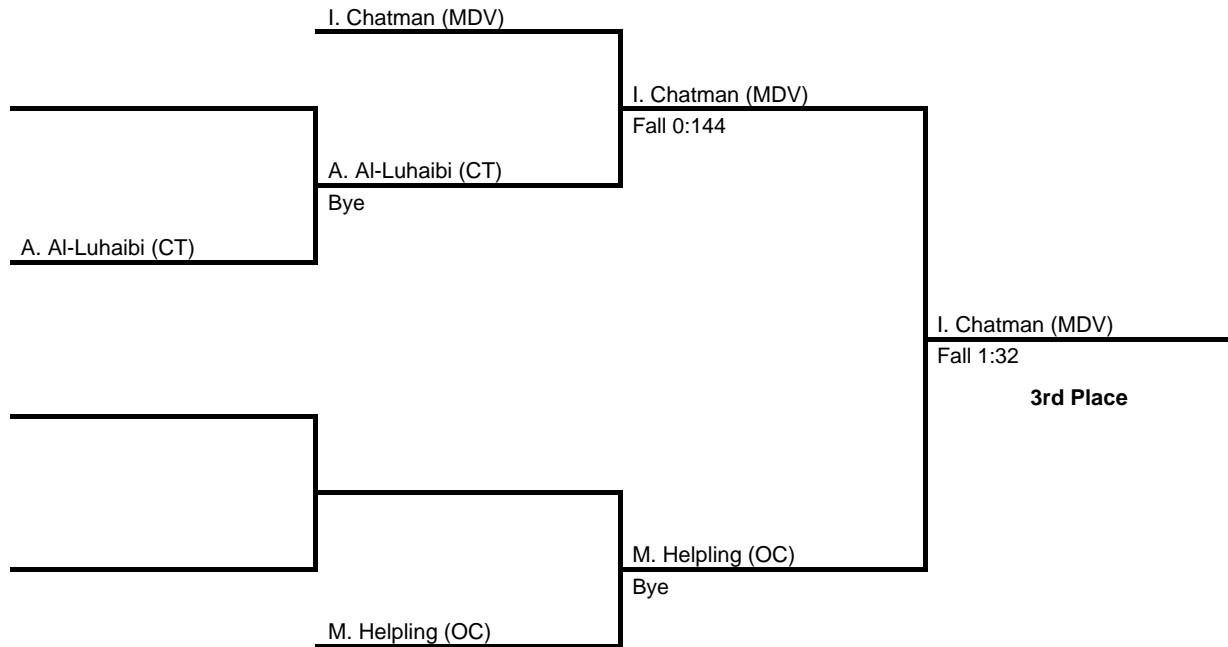 I. Chatman (MDV)
I. Chatman (MDV)
Fall 0:144
A. Al-Luhaibi (CT)
Bye
A. Al-Luhaibi (CT)
I. Chatman (MDV)
Fall 1:32
3rd Place
M. Helpling (OC)
Bye
M. Helpling (OC)